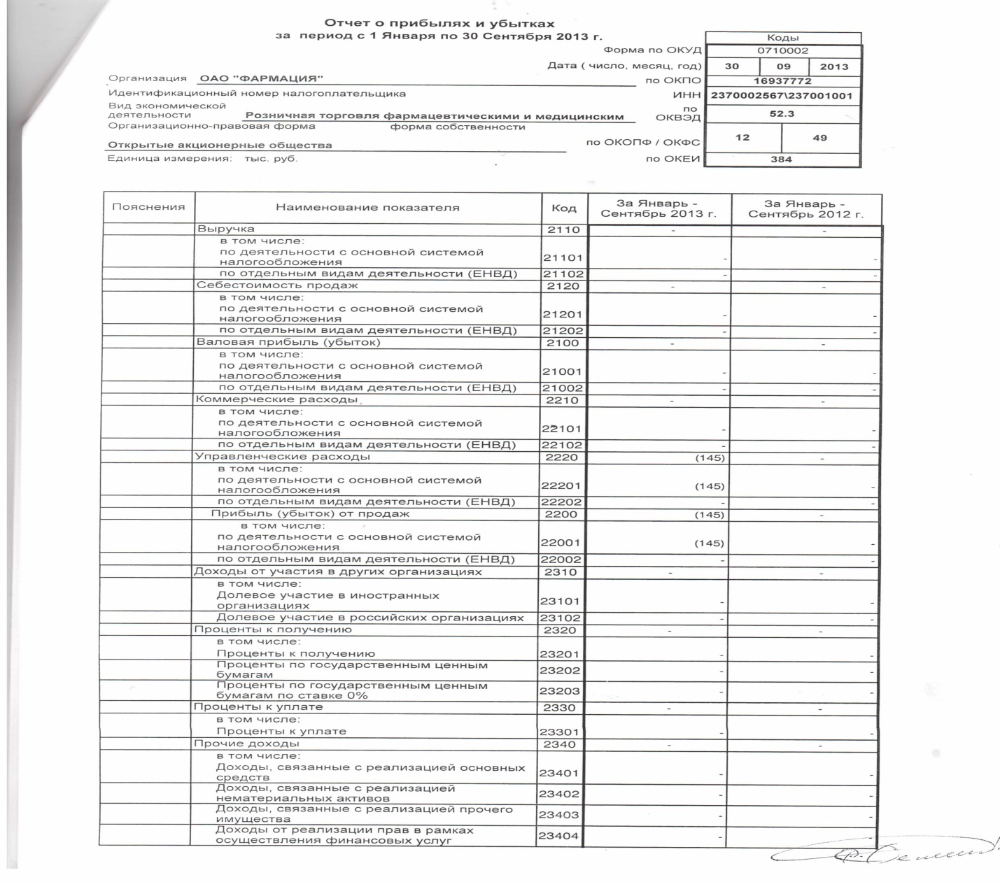 Отчет о прибылях и убытках
за период с 1 Января по 30 Сентября 2013 г.
Коды
Форма по ОКУД 0710002
Дата ( число, месяц, год) 30 09 2013
Организация ОАО "ФАРМАЦИЯ" по ОКПО 16937772
Идентификационный номер налогоплательщика ИНН 2370002567\237001001
Вид экономической
деятельности Розничная торговля фармацевтическими и медицинским по ОКВЭД 52.3
Организационно-правовая форма форма собственности
Открытые акционерные общества по ОКОПФ / ОКФС 12 49
Единица измерения: тыс. руб. по ОКЕИ 384
Пояснения Наименование показателя Код За Январь - Сентябрь 2013 г. За Январь - Сентябрь 2012 г.
Выручка 2110 - -
в том числе:
по деятельности с основной системой
налогообложения 21101 - -
по отдельным видам деятельности (ЕНВД) 21102 - -
Себестоимость продаж 2120 - -
в том числе:
по деятельности с основной системой
налогообложения 21201 - -
по отдельным видам деятельности (ЕНВД) 21202 - -
Валовая прибыль (убыток) 2100 - -
в том числе:
по деятельности с основной системой
налогообложения 21001 - -
по отдельным видам деятельности (ЕНВД) 21002 - -
Коммерческие расходы 2210 - -
в том числе:
по деятельности с основной системой
налогообложения 22101 - -
по отдельным видам деятельности (ЕНВД) 22102 - -
Управленческие расходы 2220 (145) -
в том числе:
по деятельности с основной системой
налогообложения 22201 (145) -
по отдельным видам деятельности (ЕНВД) 22202 - -
Прибыль (убыток) от продаж 2200 (145) -
в том числе:
по деятельности с основной системой
налогообложения 22001 (145) -
по отдельным видам деятельности (ЕНВД) 22002 - -
Доходы от участия в других организациях 2310 - -
в том числе:
Долевое участие в иностранных
организациях 23101 - -
Долевое участие в российских организациях 23102 - -
Проценты к получению 2320 - -
в том числе:
Проценты к получению 23201 - -
Проценты по государственным ценным
бумагам 23202 - -
Проценты по государственным ценным
бумагам по ставке 0% 23203 - -
Проценты к уплате 2330 - -
в том числе:
Проценты к уплате 23301 - -
Прочие доходы 2340 - -
в том числе:
Доходы, связанные с реализацией основных
средств 23401 - -
Доходы, связанные с реализацией
нематериальных активов 23402 - -
Доходы, связанные с реализацией прочего
имущества 23403 - -
Доходы от реализации прав в рамках
осуществления финансовых услуг 23404 - -